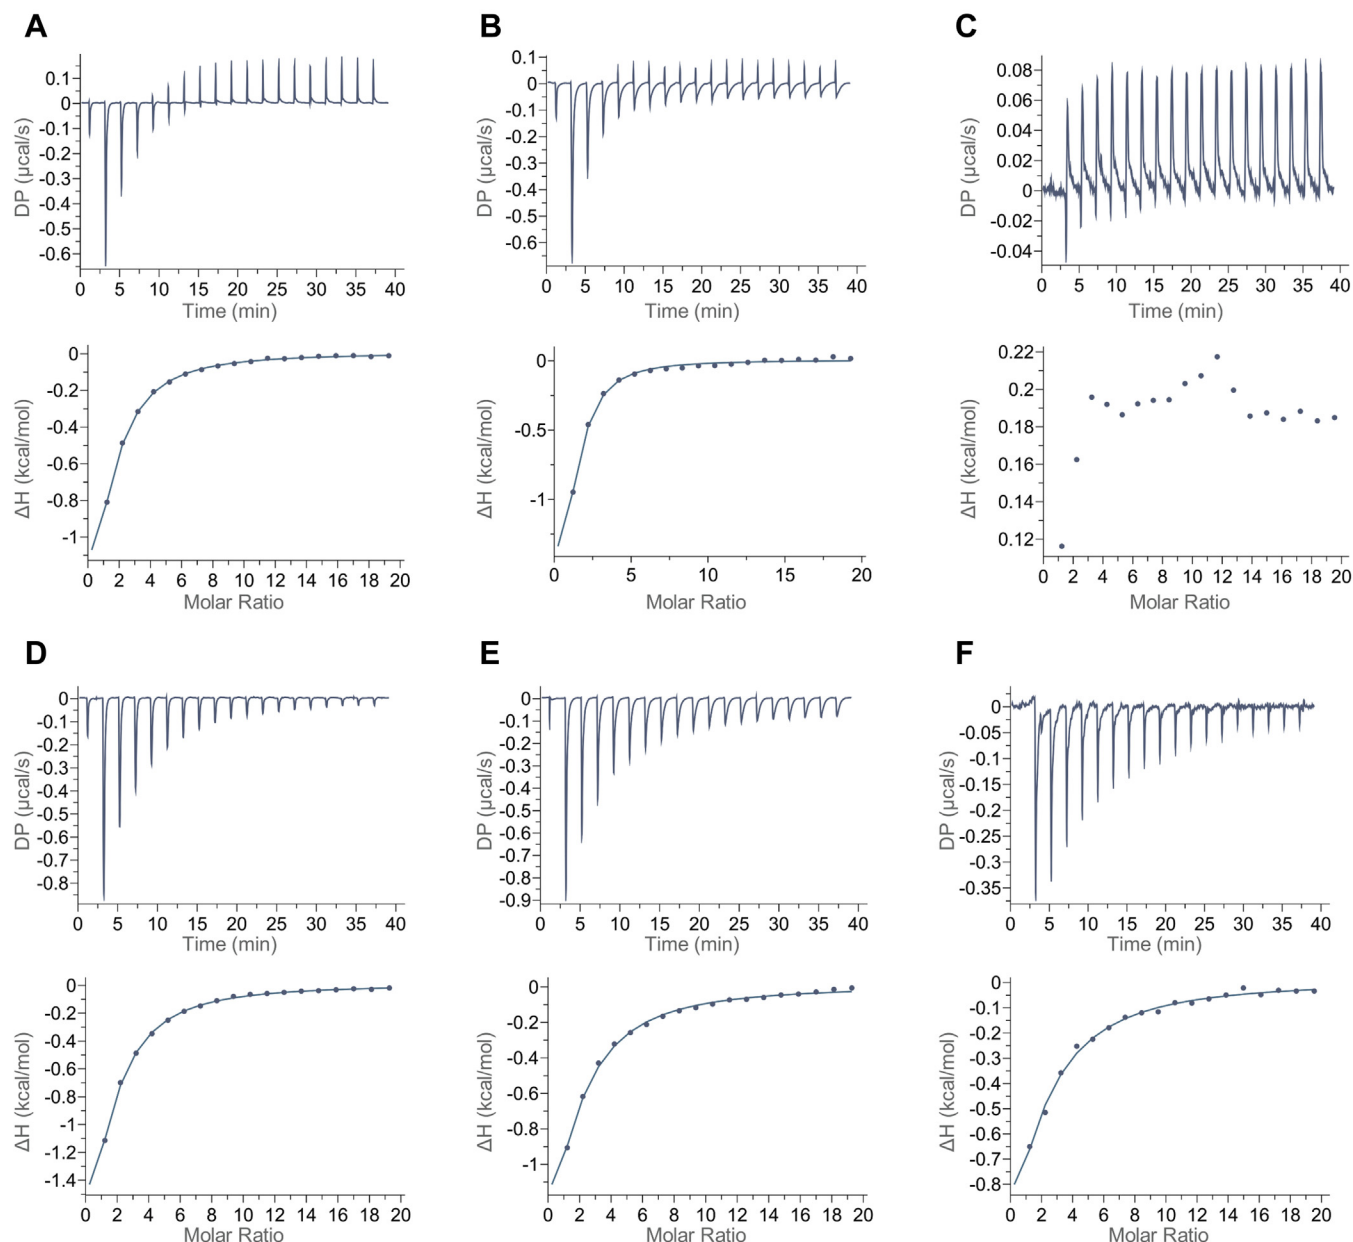 A
B
C
0.1
0
-0.1
-0.2
-0.3
-0.4
-0.5
-0.6
DP (µcal/s)
0 5 10 15 20 25 30 35 40
Time (min)
0.1
0
-0.1
-0.2
-0.3
-0.4
-0.5
-0.6
DP (µcal/s)
0 5 10 15 20 25 30 35 40
Time (min)
0.08
0.06
0.04
0.02
0
-0.02
-0.04
DP (µcal/s)
0 5 10 15 20 25 30 35 40
Time (min)
0
-0.2
-0.4
-0.6
-0.8
-1
ΔH (kcal/mol)
0 2 4 6 8 10 12 14 16 18 20
Molar Ratio
0
-0.5
-1
ΔH (kcal/mol)
0 5 10 15 20
Molar Ratio
0.22
0.2
0.18
0.16
0.14
0.12
ΔH (kcal/mol)
0 2 4 6 8 10 12 14 16 18 20
Molar Ratio
D
E
F
0
-0.1
-0.2
-0.3
-0.4
-0.5
-0.6
-0.7
-0.8
DP (µcal/s)
0 5 10 15 20 25 30 35 40
Time (min)
0
-0.1
-0.2
-0.3
-0.4
-0.5
-0.6
-0.7
-0.8
-0.9
DP (µcal/s)
0 5 10 15 20 25 30 35 40
Time (min)
0
-0.05
-0.1
-0.15
-0.2
-0.25
-0.3
-0.35
DP (µcal/s)
0 5 10 15 20 25 30 35 40
Time (min)
0
-0.2
-0.4
-0.6
-0.8
-1
-1.2
-1.4
ΔH (kcal/mol)
0 2 4 6 8 10 12 14 16 18 20
Molar Ratio
0
-0.2
-0.4
-0.6
-0.8
-1
ΔH (kcal/mol)
0 2 4 6 8 10 12 14 16 18 20
Molar Ratio
0
-0.1
-0.2
-0.3
-0.4
-0.5
-0.6
-0.7
-0.8
ΔH (kcal/mol)
0 2 4 6 8 10 12 14 16 18 20
Molar Ratio